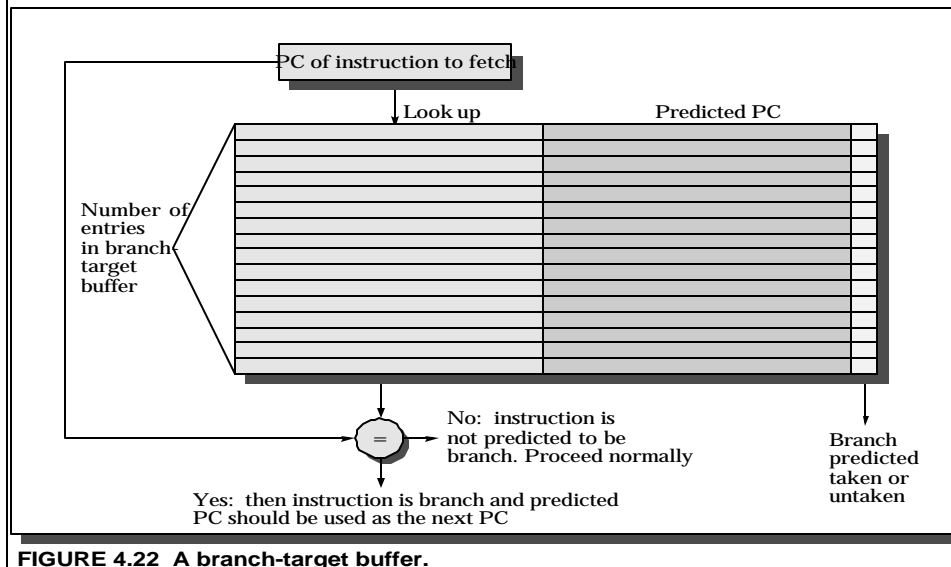 PC of instruction to fetch
Look up
Predicted PC
Number of
entries
in branch-
target
buffer
=
No: instruction is
not predicted to be
branch. Proceed normally
Branch
predicted
taken or
untaken
Yes: then instruction is branch and predicted
PC should be used as the next PC
FIGURE 4.22 A branch-target buffer.